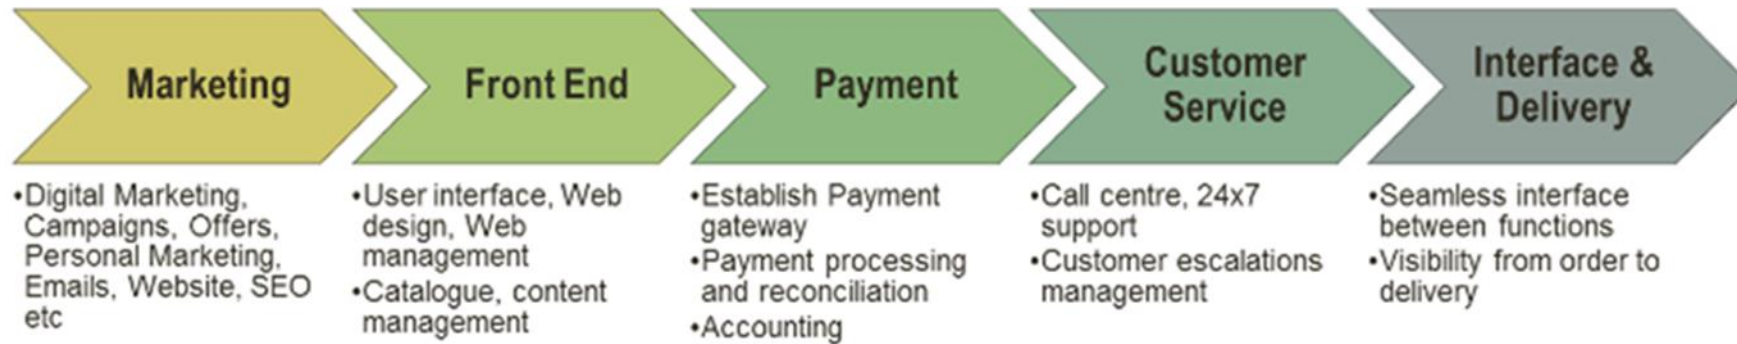 Marketing
•Digital Marketing,
Campaigns, Offers,
Personal Marketing,
Emails, Website, SEO
etc
Front End
•User interface, Web
design, Web
management
•Catalogue, content
management
Payment
•Establish Payment
gateway
•Payment processing
and reconciliation
•Accounting
Customer
Service
•Call centre, 24x7
support
•Customer escalations
management
Interface &
Delivery
•Seamless interface
between functions
•Visibility from order to
delivery